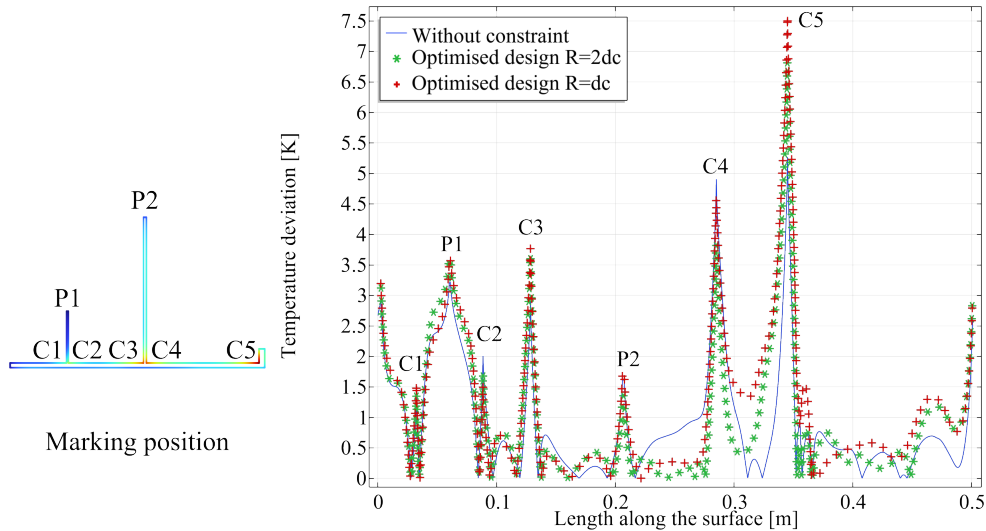 P2
P1
C1 C2 C3 C4 C5
Marking position
Temperature deviation [K]
7.5
7
6.5
6
5.5
5
4.5
4
3.5
3
2.5
2
1.5
1
0.5
0
Without constraint
Optimised design R=2dc
Optimised design R=dc
C5
C4
C3
P1
C2
P2
C1
0 0.1 0.2 0.3 0.4 0.5
Length along the surface [m]